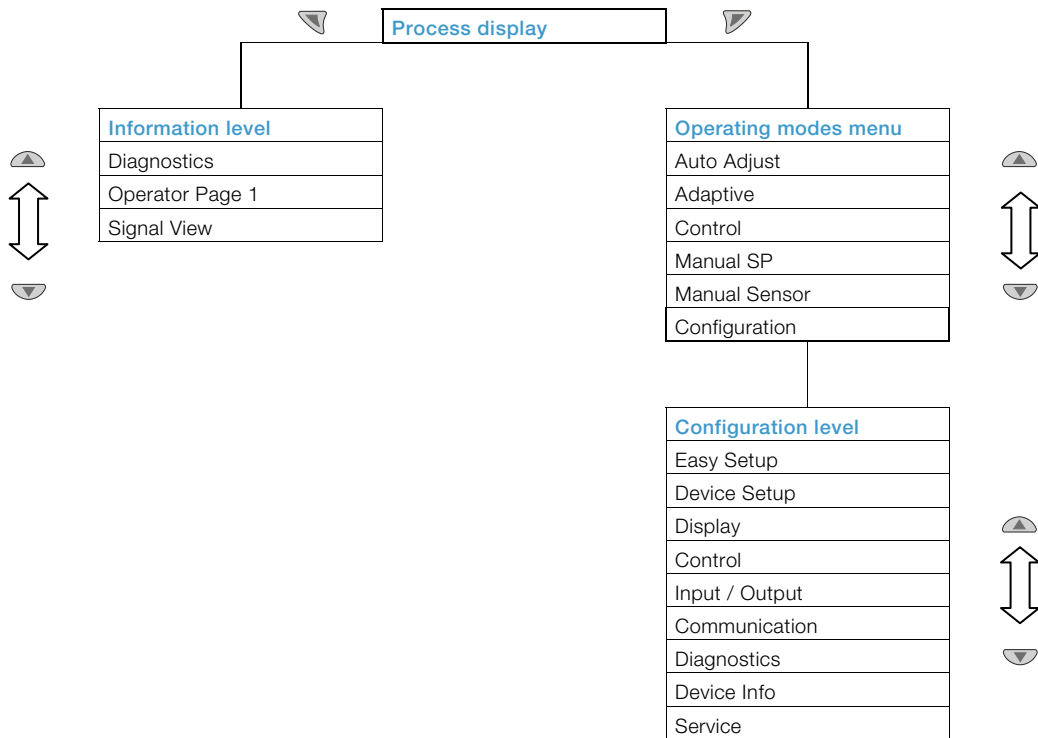 Process display
Information level
Diagnostics
Operator Page 1
Signal View
Operating modes menu
Auto Adjust
Adaptive
Control
Manual SP
Manual Sensor
Configuration
Configuration level
Easy Setup
Device Setup
Display
Control
Input / Output
Communication
Diagnostics
Device Info
Service